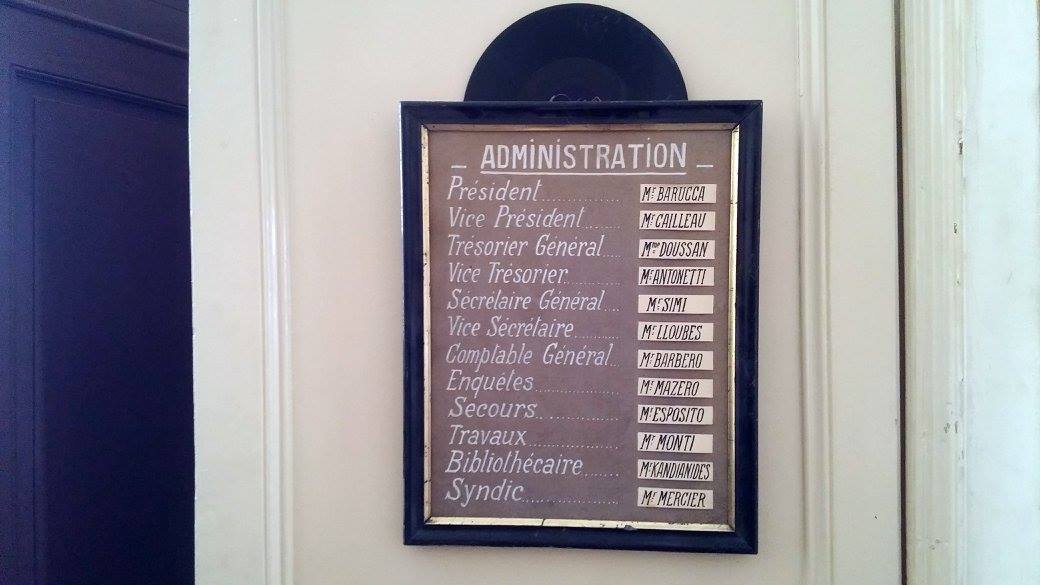 _ ADMINISTRATION _
Président.................. Mr BARUCCA
Vice Président........ Mr CAILLEAU
Trésorier Général.... Mme DOUSSAN
Vice Trésorier............ Mr ANTONETTI
Sécrétaire Général.... Mr SIMI
Vice Sécrétaire........... Mr LLOUBES
Comptable Général.. Mr BARBERO
Enquétes.................. Mr MAZERO
Secours................... Mr ESPOSITO
Travaux................... Mr MONTI
Bibliothécaire....... Mr KANDIANIDES
Syndic.................... Mr MERCIER